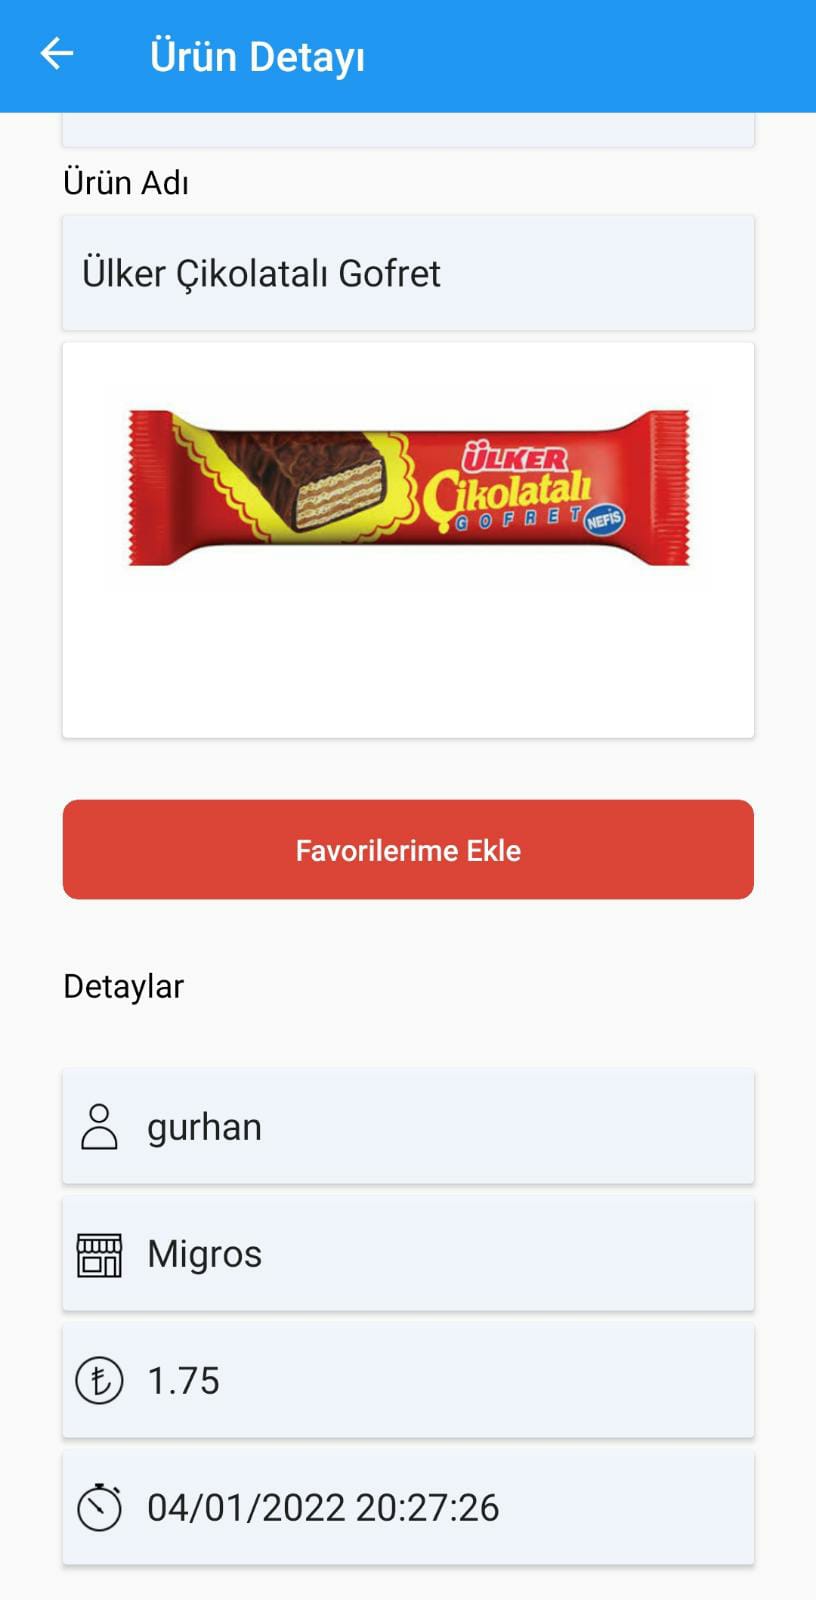 Ürün Detayı
Ürün Adı
Ülker Çikolatalı Gofret
ÜLKER
Çikolatalı
GOFRET
NEFİS
Favorilerime Ekle
Detaylar
gurhan
Migros
₺ 1.75
04/01/2022 20:27:26